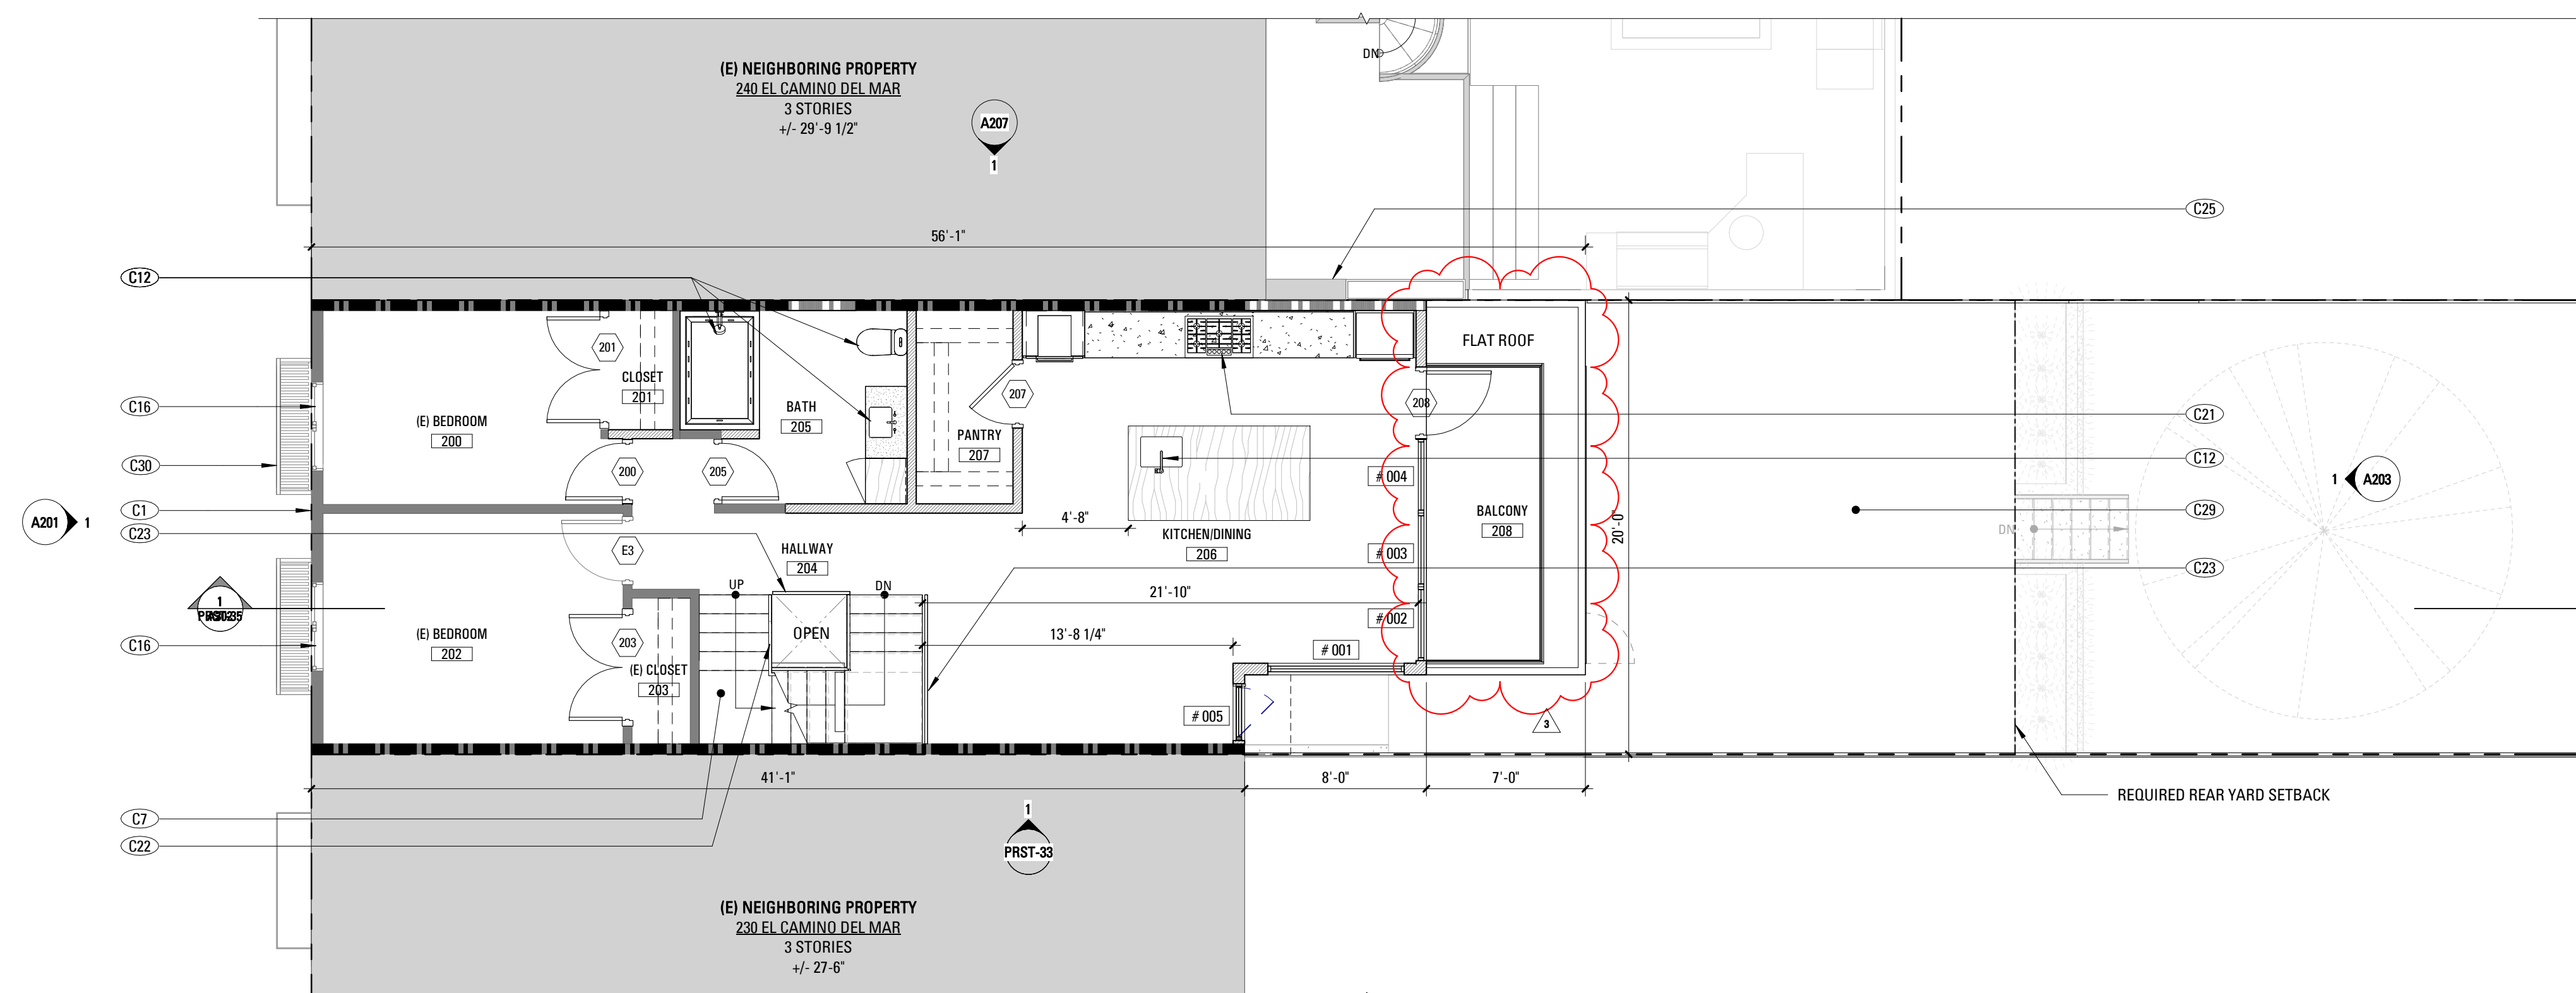 (E) NEIGHBORING PROPERTY
240 EL CAMINO DEL MAR
3 STORIES
+/- 29'-9 1/2"
A207
1
DN
C25
56'-1"
C12
FLAT ROOF
201
CLOSET
201
C16
(E) BEDROOM
200
BATH
205
207
PANTRY
207
208
C21
C30
200
205
# 004
C12
1
A203
A201
1
C1
C23
4'-8"
KITCHEN/DINING
206
BALCONY
208
20'-0"
C29
DN
E3
HALLWAY
204
# 003
C23
UP
DN
21'-10"
1
# 002
OPEN
13'-8 1/4"
# 001
C16
(E) BEDROOM
202
203
(E) CLOSET
203
# 005
3
41'-1"
8'-0"
7'-0"
REQUIRED REAR YARD SETBACK
C7
C22
1
PRST-33
(E) NEIGHBORING PROPERTY
230 EL CAMINO DEL MAR
3 STORIES
+/- 27-6"